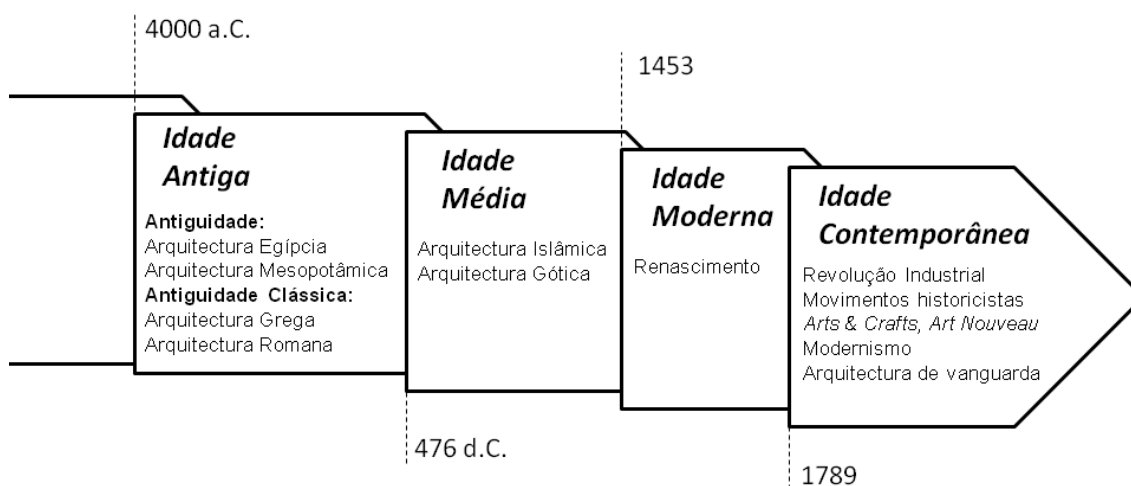 4000 a.C.
1453
Idade
Antiga
Antiguidade:
Arquitectura Egípcia
Arquitectura Mesopotâmica
Antiguidade Clássica:
Arquitectura Grega
Arquitectura Romana
Idade
Média
Arquitectura Islâmica
Arquitectura Gótica
Idade
Moderna
Renascimento
Idade
Contemporânea
Revolução Industrial
Movimentos historicistas
Arts & Crafts, Art Nouveau
Modernismo
Arquitectura de vanguarda
476 d.C.
1789